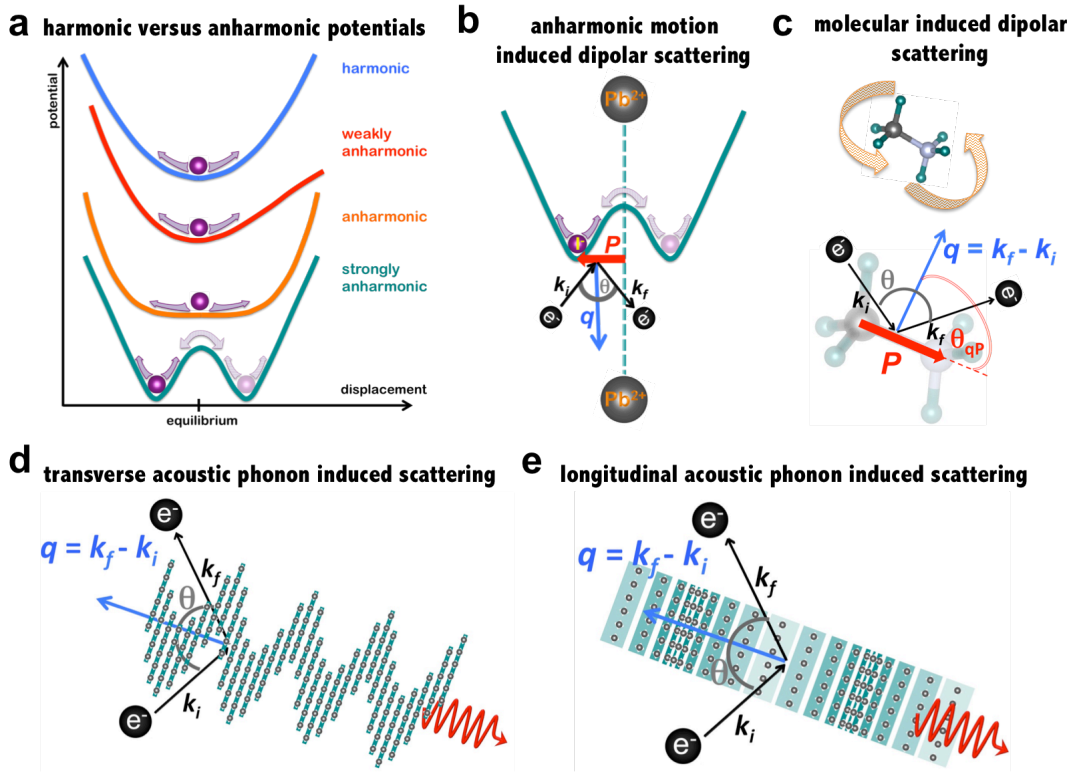 a harmonic versus anharmonic potentials
potential
harmonic
weakly
anharmonic
anharmonic
strongly
anharmonic
displacement
equilibrium
b anharmonic motion
induced dipolar scattering
Pb2+
P
ki
θ
kf
e-
q
e-
Pb2+
c molecular induced dipolar
scattering
e-
q = kf - ki
θ
e-
ki
kf
θqP
P
d transverse acoustic phonon induced scattering
e-
q = kf - ki
kf
θ
e-
ki
e longitudinal acoustic phonon induced scattering
e-
q = kf - ki
kf
θ
ki
e-